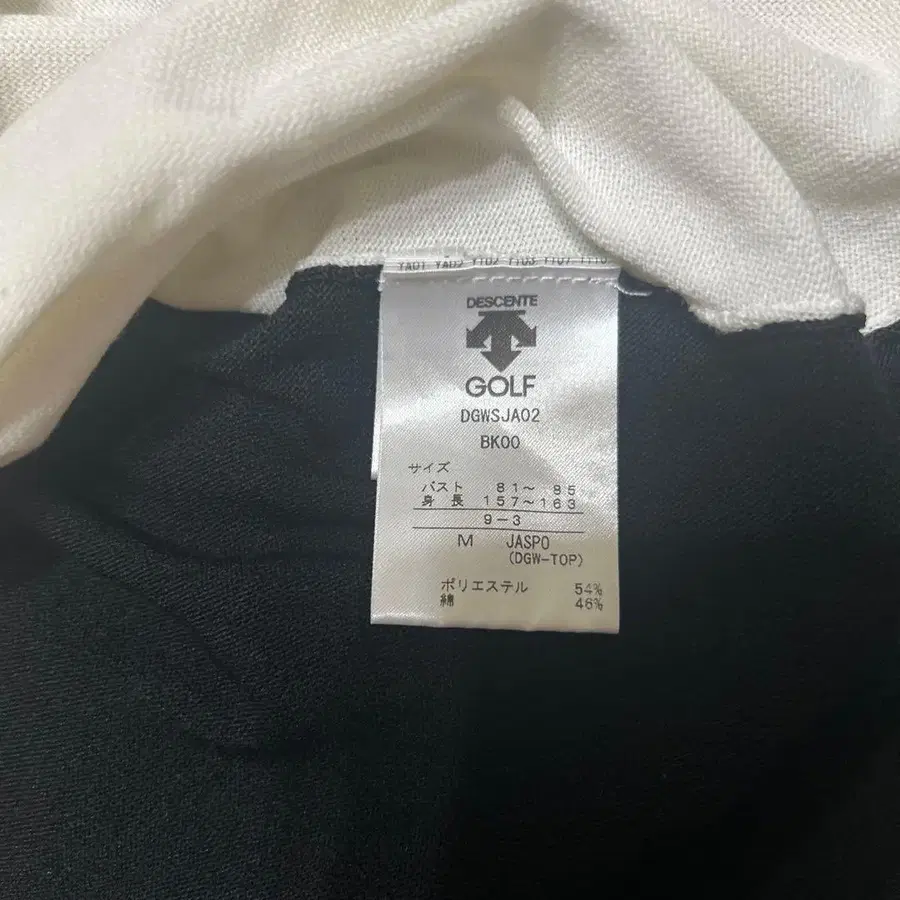 DESCENTE
GOLF
DGWSJA02
BK00
サイズ
バスト 81〜 85
身長 157〜163
9-3
M JASPO
(DGW-TOP)
ポリエステル 54%
綿 46%